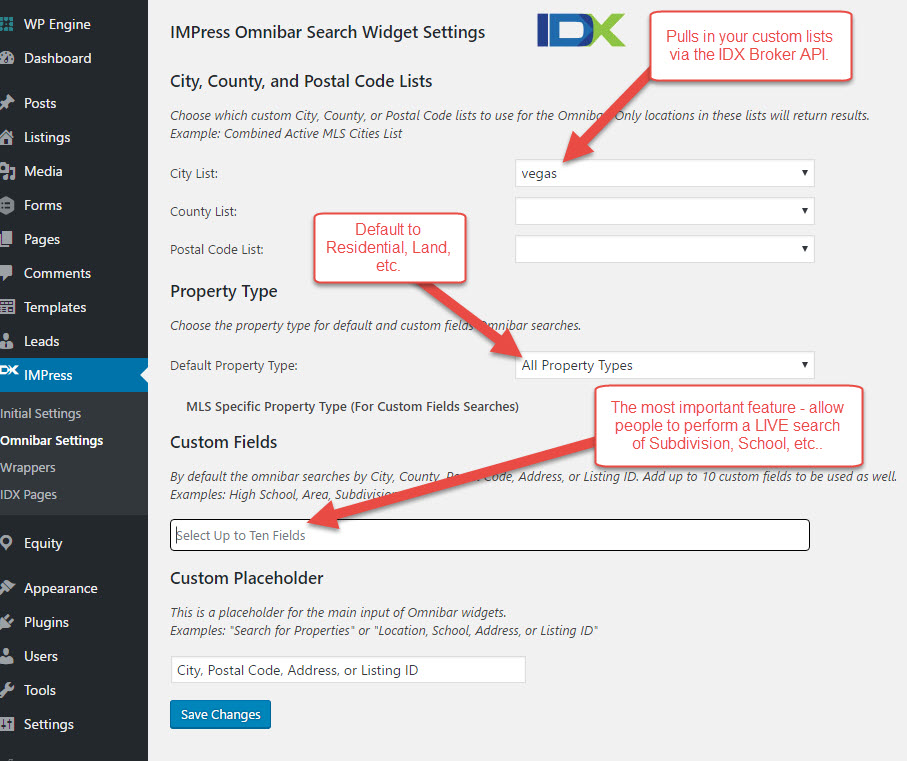 WP Engine
Dashboard
Posts
Listings
Media
Forms
Pages
Comments
Templates
Leads
IMPress
Initial Settings
Omnibar Settings
Wrappers
IDX Pages
Equity
Appearance
Plugins
Users
Tools
Settings
IMPress Omnibar Search Widget Settings
IDX
Pulls in your custom lists
via the IDX Broker API.
City, County, and Postal Code Lists
Choose which custom City, County, or Postal Code lists to use for the Omnibar. Only locations in these lists will return results.
Example: Combined Active MLS Cities List
City List:
vegas
County List:
Postal Code List:
Default to
Residential, Land,
etc.
Property Type
Choose the property type for default and custom fields Omnibar searches.
Default Property Type:
All Property Types
MLS Specific Property Type (For Custom Fields Searches)
The most important feature - allow
people to perform a LIVE search
of Subdivision, School, etc..
Custom Fields
By default the omnibar searches by City, County, Postal Code, Address, or Listing ID. Add up to 10 custom fields to be used as well.
Examples: High School, Area, Subdivision
Select Up to Ten Fields
Custom Placeholder
This is a placeholder for the main input of Omnibar widgets.
Examples: "Search for Properties" or "Location, School, Address, or Listing ID"
City, Postal Code, Address, or Listing ID
Save Changes